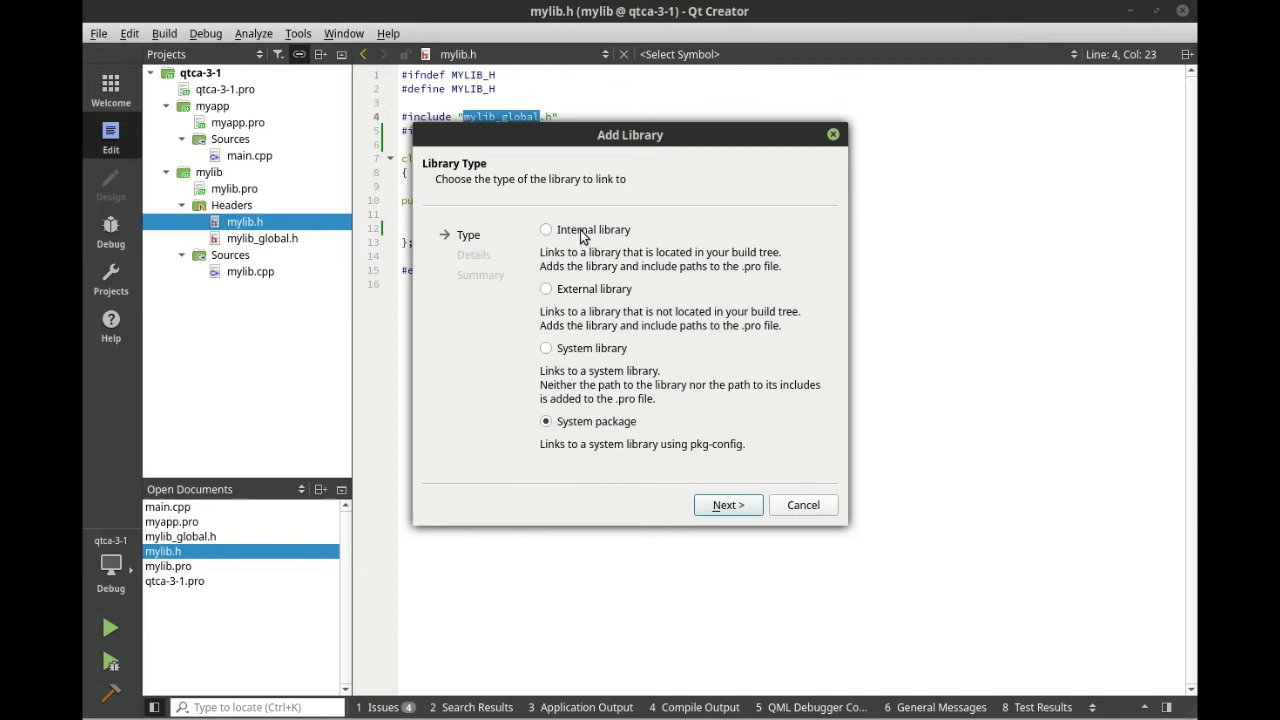 mylib.h (mylib @ qtca-3-1) - Qt Creator
File Edit Build Debug Analyze Tools Window Help
Projects
mylib.h
<Select Symbol>
Line: 4, Col: 23
Welcome
Edit
Design
Debug
Projects
Help
qtca-3-1
Debug
qtca-3-1
qtca-3-1.pro
myapp
myapp.pro
Sources
main.cpp
mylib
mylib.pro
Headers
mylib.h
mylib_global.h
Sources
mylib.cpp
Open Documents
main.cpp
myapp.pro
mylib_global.h
mylib.h
mylib.pro
qtca-3-1.pro
1 #ifndef MYLIB_H
2 #define MYLIB_H
3
4 #include "mylib_global.h"
5 #i
6
7 cl
8 {
9
10 pu
11
12
13 };
14
15 #e
16
Add Library
Library Type
Choose the type of the library to link to
Type
Details
Summary
Internal library
Links to a library that is located in your build tree.
Adds the library and include paths to the .pro file.
External library
Links to a library that is not located in your build tree.
Adds the library and include paths to the .pro file.
System library
Links to a system library.
Neither the path to the library nor the path to its includes
is added to the .pro file.
System package
Links to a system library using pkg-config.
Next >
Cancel
Type to locate (Ctrl+K)
1 Issues 4
2 Search Results
3 Application Output
4 Compile Output
5 QML Debugger Co...
6 General Messages
8 Test Results